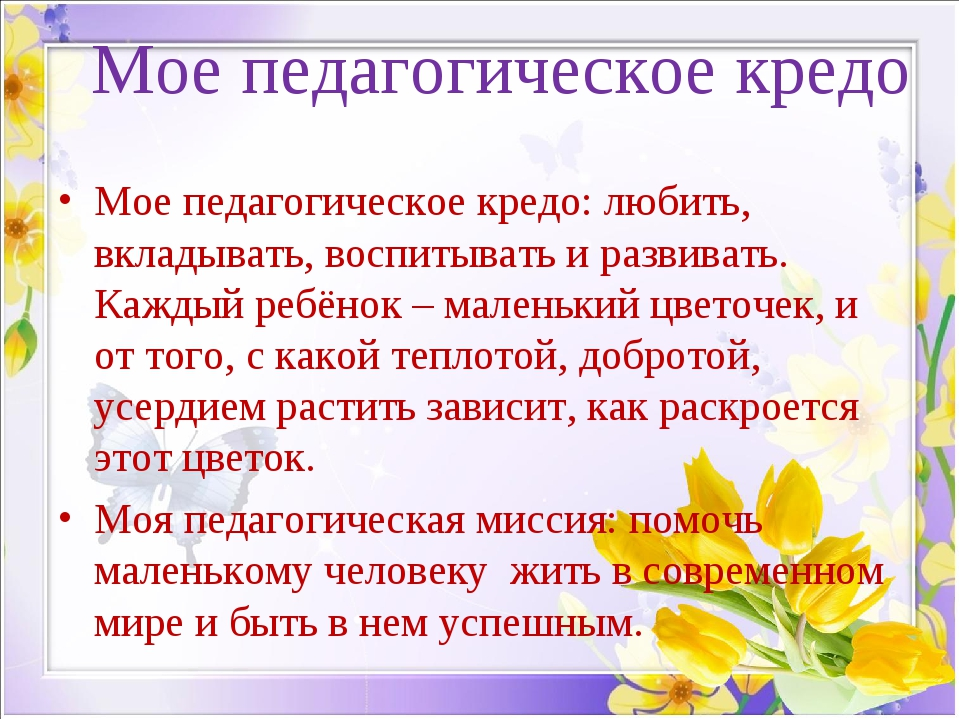 Мое педагогическое кредо
• Мое педагогическое кредо: любить,
вкладывать, воспитывать и развивать.
Каждый ребёнок – маленький цветочек, и
от того, с какой теплотой, добротой,
усердием растить зависит, как раскроется
этот цветок.
• Моя педагогическая миссия: помочь
маленькому человеку  жить в современном
мире и быть в нем успешным.